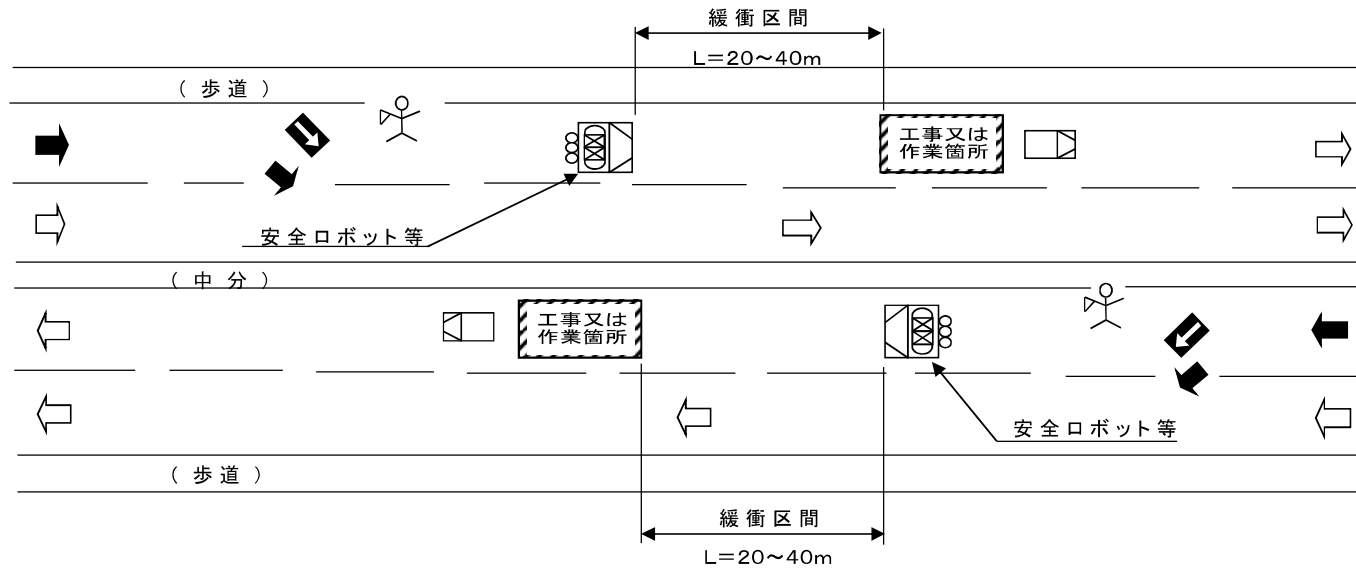 緩衝区間
L=20～40m
(歩道)
工事又は
作業箇所
安全ロボット等
(中分)
工事又は
作業箇所
安全ロボット等
(歩道)
緩衝区間
L=20～40m